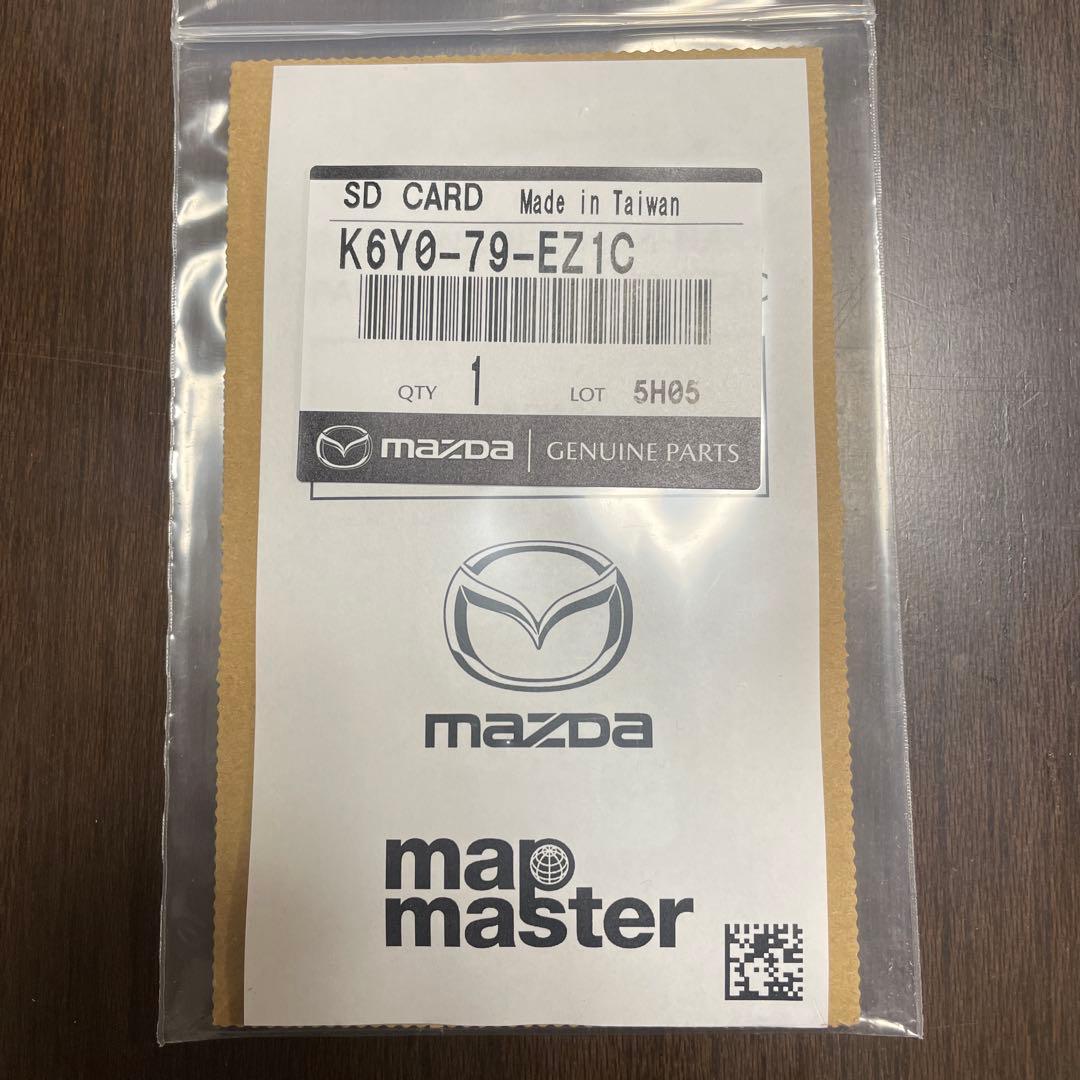 SD CARD Made in Taiwan
K6Y0-79-EZ1C
C
QTY 1 LOT 5H05
mazda GENUINE PARTS
mazda
map
master